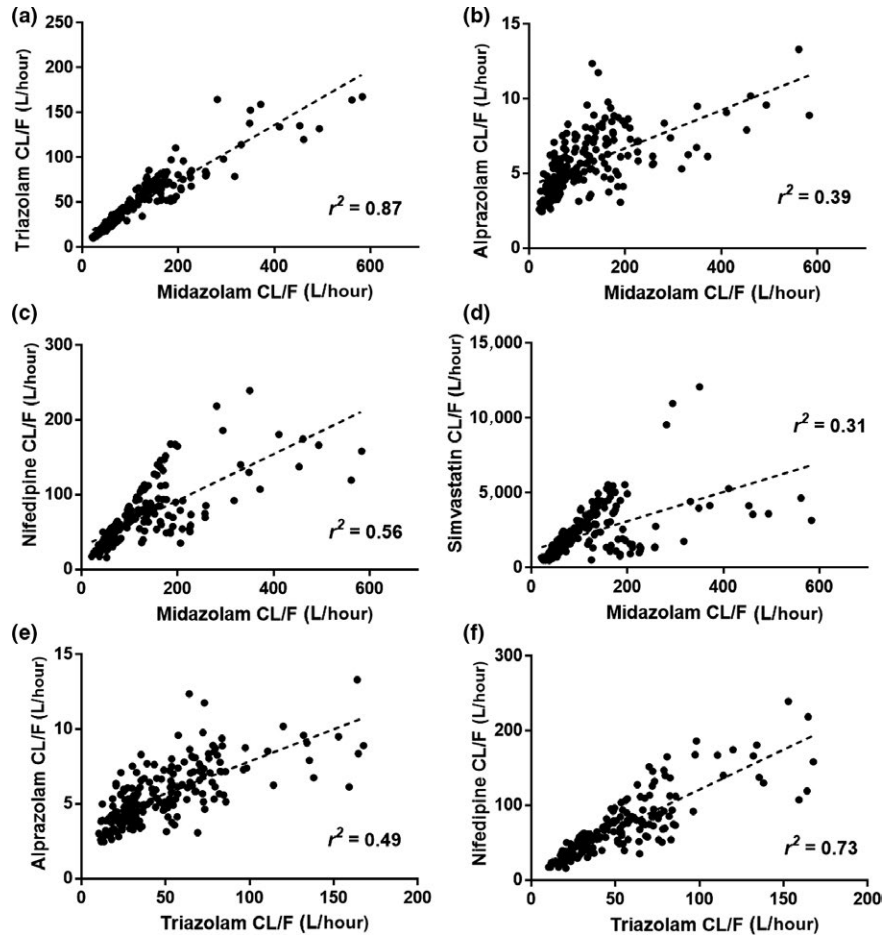 (a)
250
200
150
100
50
0
Triazolam CL/F (L/hour)
r² = 0.87
0 200 400 600
Midazolam CL/F (L/hour)
(b)
15
10
5
0
Alprazolam CL/F (L/hour)
r² = 0.39
0 200 400 600
Midazolam CL/F (L/hour)
(c)
300
200
100
0
Nifedipine CL/F (L/hour)
r² = 0.56
0 200 400 600
Midazolam CL/F (L/hour)
(d)
15,000
10,000
5,000
0
Simvastatin CL/F (L/hour)
r² = 0.31
0 200 400 600
Midazolam CL/F (L/hour)
(e)
15
10
5
0
Alprazolam CL/F (L/hour)
r² = 0.49
0 50 100 150 200
Triazolam CL/F (L/hour)
(f)
300
200
100
0
Nifedipine CL/F (L/hour)
r² = 0.73
0 50 100 150 200
Triazolam CL/F (L/hour)